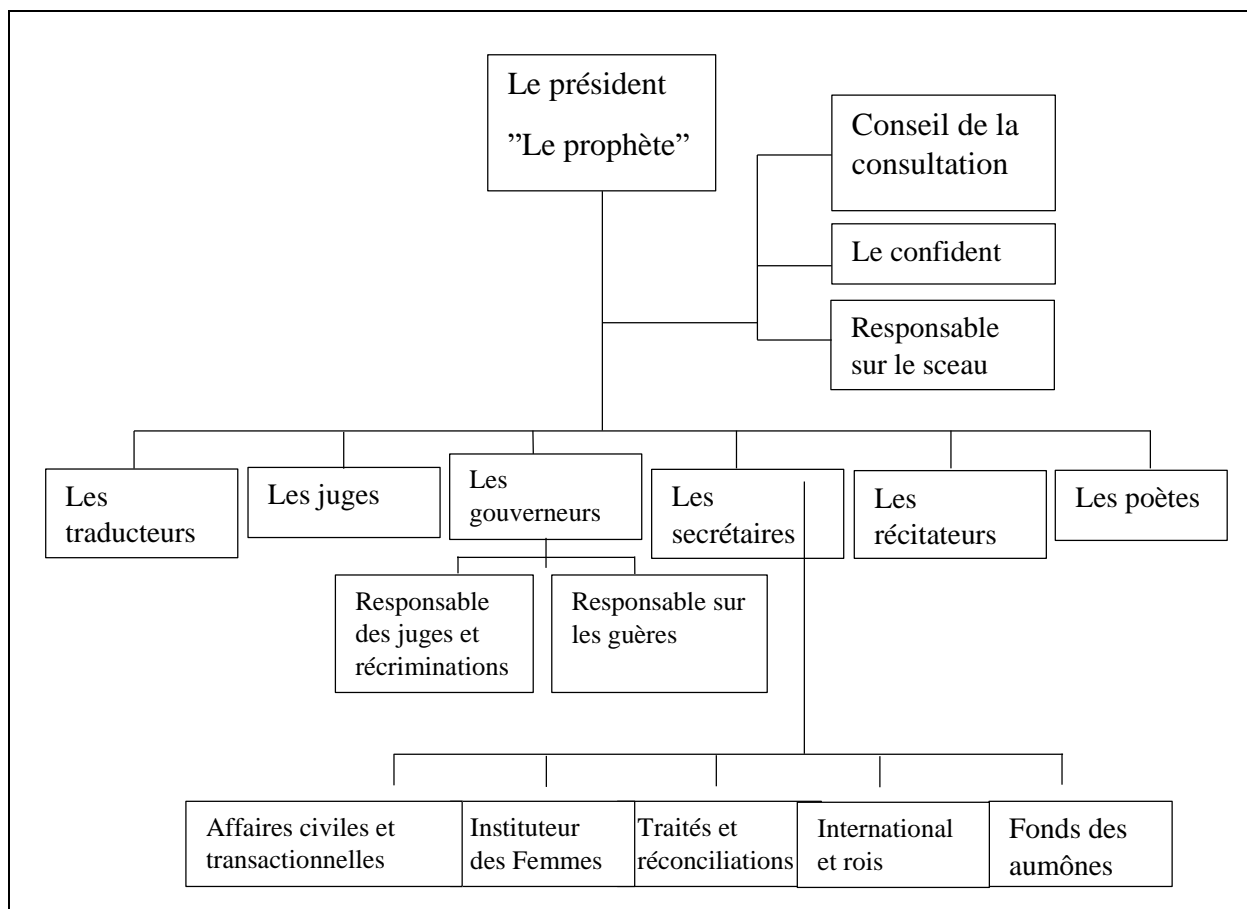 Le président
”Le prophète”
Conseil de la
consultation
Le confident
Responsable
sur le sceau
Les
traducteurs
Les juges
Les
gouverneurs
Les
secrétaires
Les
récitateurs
Les poètes
Responsable
des juges et
récriminations
Responsable sur
les guères
Affaires civiles et
transactionnelles
Instituteur
des Femmes
Traités et
réconciliations
International
et rois
Fonds des
aumônes